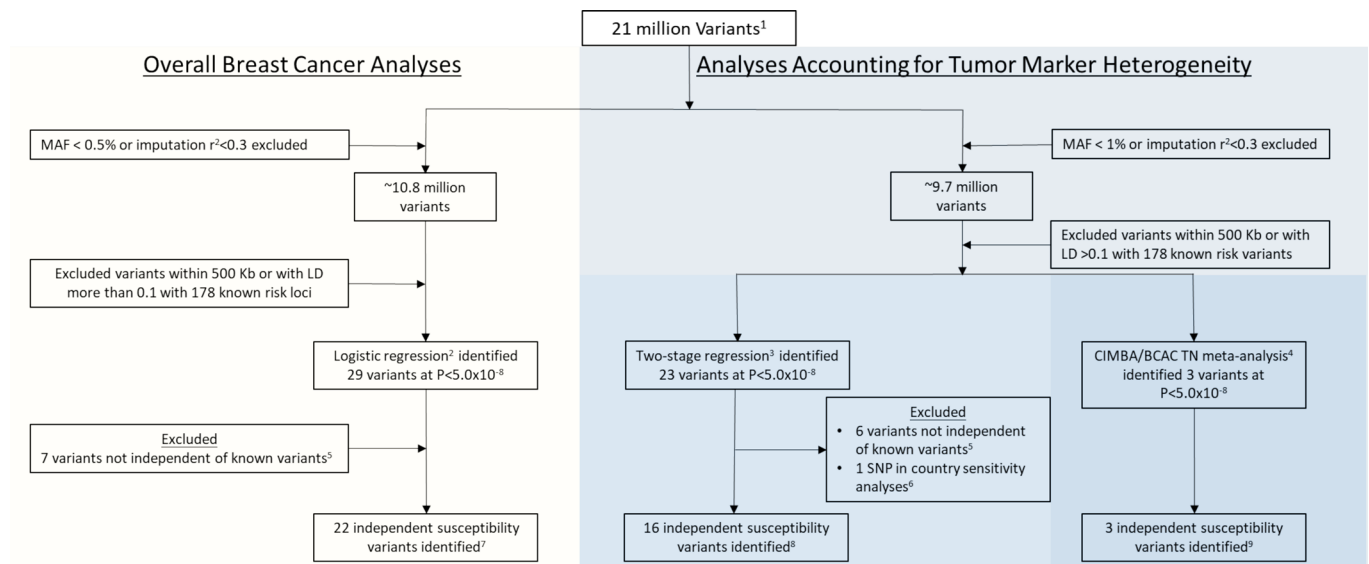 21 million Variants¹
Overall Breast Cancer Analyses
Analyses Accounting for Tumor Marker Heterogeneity
MAF < 0.5% or imputation r²<0.3 excluded
MAF < 1% or imputation r²<0.3 excluded
~10.8 million
variants
~9.7 million
variants
Excluded variants within 500 Kb or with
LD >0.1 with 178 known risk variants
Excluded variants within 500 Kb or with LD
more than 0.1 with 178 known risk loci
Logistic regression² identified
29 variants at P<5.0x10⁻⁸
Two-stage regression³ identified
23 variants at P<5.0x10⁻⁸
CIMBA/BCAC TN meta-analysis⁴
identified 3 variants at
P<5.0x10⁻⁸
Excluded
7 variants not independent of known variants⁵
Excluded
• 6 variants not independent
of known variants⁵
• 1 SNP in country sensitivity
analyses⁶
22 independent susceptibility
variants identified⁷
16 independent susceptibility
variants identified⁸
3 independent susceptibility
variants identified⁹